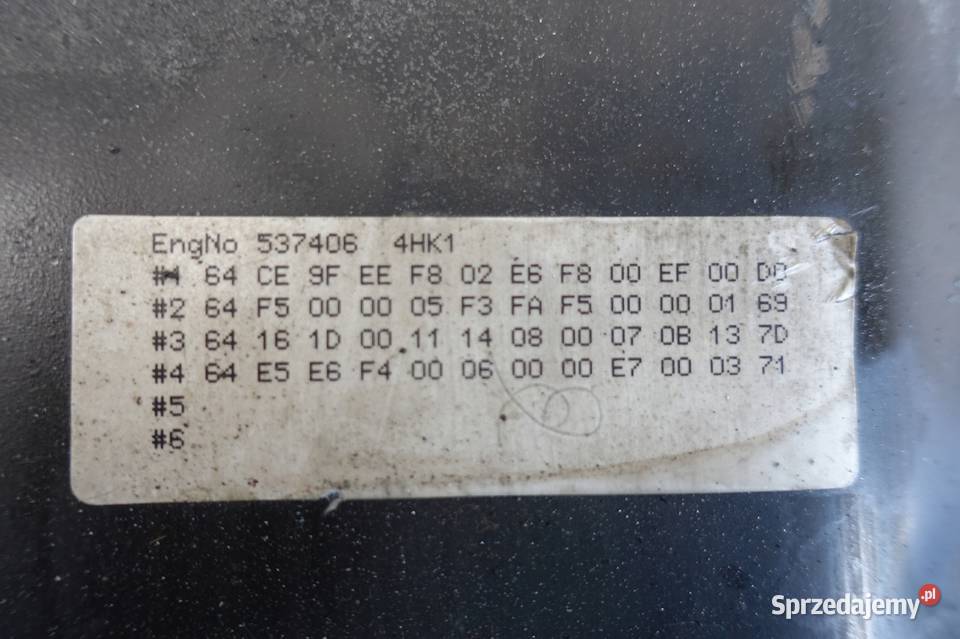 EngNo 537406 4HK1
#1 64 CE 9F EE F8 02 E6 F8 00 EF 00 D0
#2 64 F5 00 00 05 F3 FA F5 00 00 01 69
#3 64 16 1D 00 11 14 08 00 07 0B 13 7D
#4 64 E5 E6 F4 00 06 00 00 E7 00 03 71
#5
#6
Sprzedajemy.pl